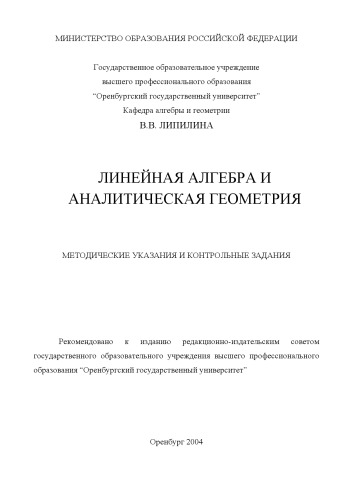 МИНИСТЕРСТВО ОБРАЗОВАНИЯ РОССИЙСКОЙ ФЕДЕРАЦИИ
Государственное образовательное учреждение
высшего профессионального образования
“Оренбургский государственный университет”
Кафедра алгебры и геометрии
В.В. ЛИПИЛИНА
ЛИНЕЙНАЯ АЛГЕБРА И
АНАЛИТИЧЕСКАЯ ГЕОМЕТРИЯ
МЕТОДИЧЕСКИЕ УКАЗАНИЯ И КОНТРОЛЬНЫЕ ЗАДАНИЯ
Рекомендовано к изданию редакционно-издательским советом
государственного образовательного учреждения высшего профессионального
образования “Оренбургский государственный университет”
Оренбург 2004